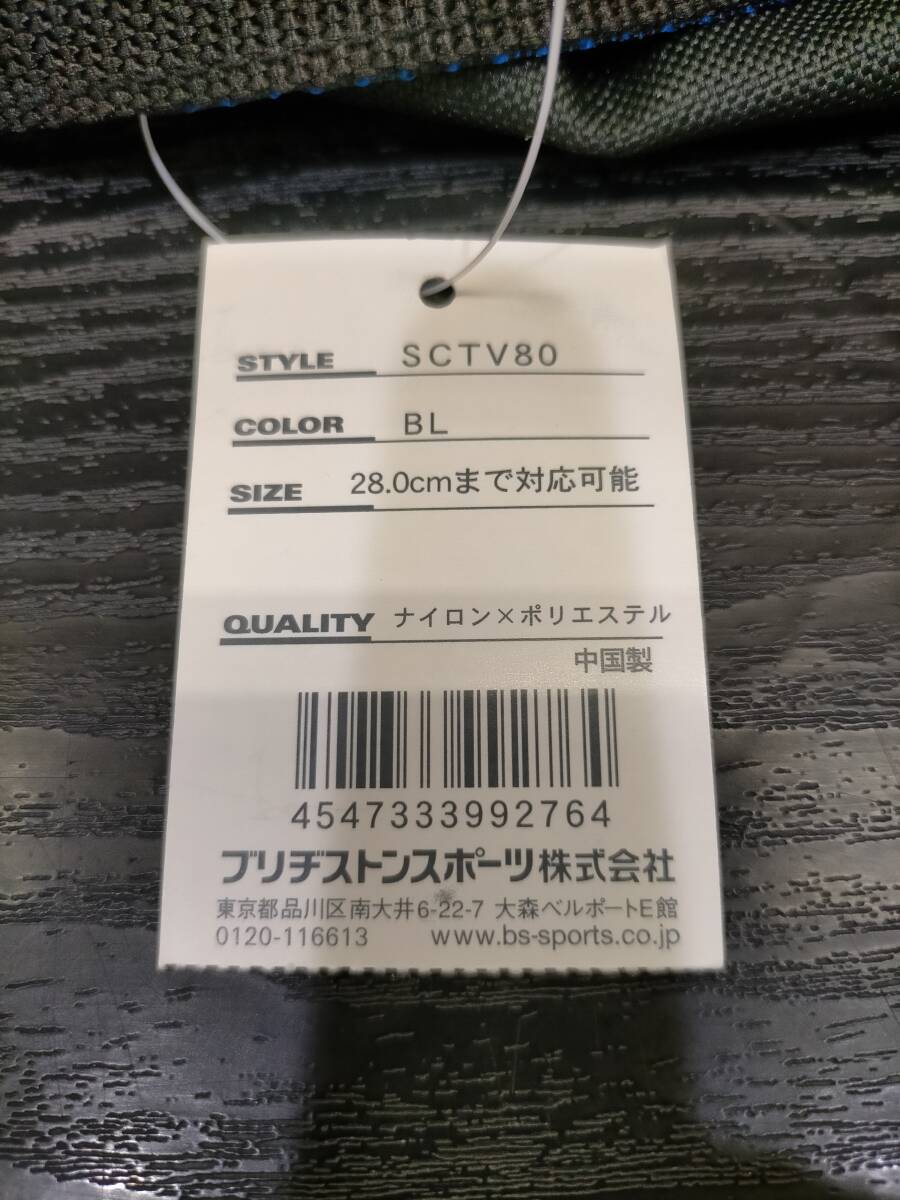 STYLE SCTV80
COLOR BL
SIZE 28.0cmまで対応可能
QUALITY ナイロン×ポリエステル
中国製
4547333992764
ブリヂストンスポーツ株式会社
東京都品川区南大井6-22-7 大森ベルポートE館
0120-116613 www.bs-sports.co.jp